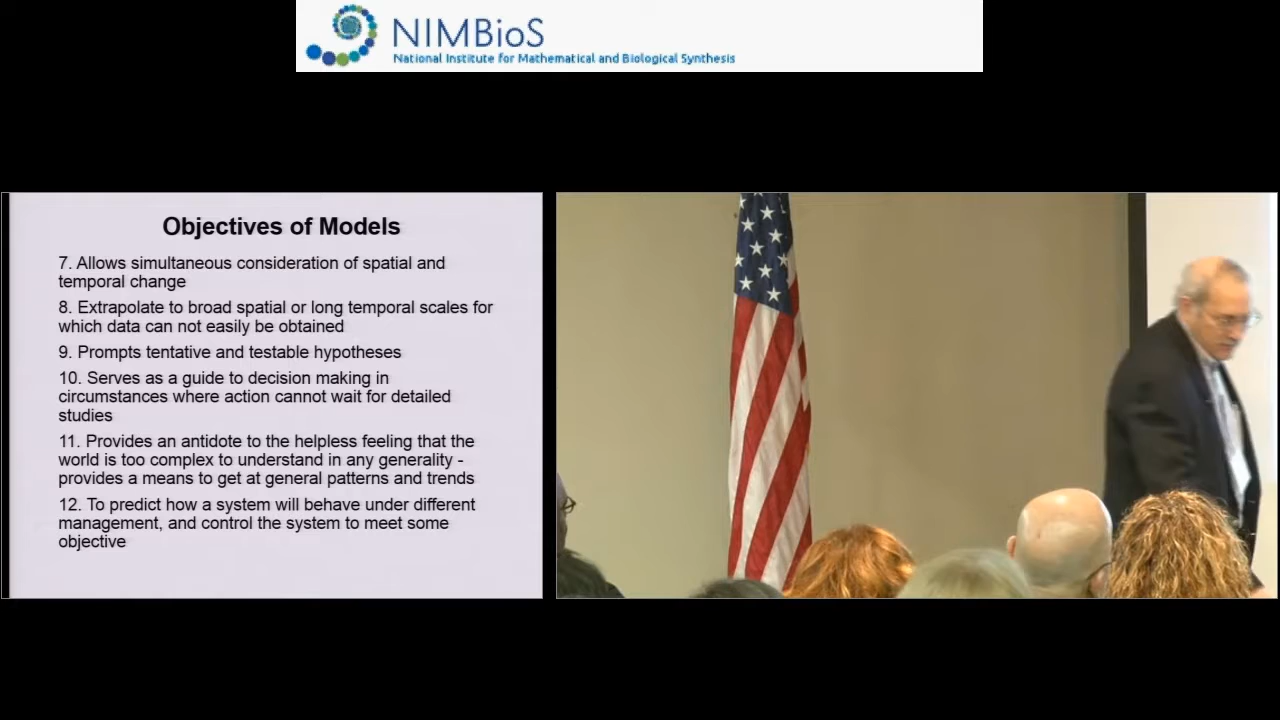 NIMBioS
National Institute for Mathematical and Biological Synthesis
Objectives of Models
7. Allows simultaneous consideration of spatial and
temporal change
8. Extrapolate to broad spatial or long temporal scales for
which data can not easily be obtained
9. Prompts tentative and testable hypotheses
10. Serves as a guide to decision making in
circumstances where action cannot wait for detailed
studies
11. Provides an antidote to the helpless feeling that the
world is too complex to understand in any generality -
provides a means to get at general patterns and trends
12. To predict how a system will behave under different
management, and control the system to meet some
objective